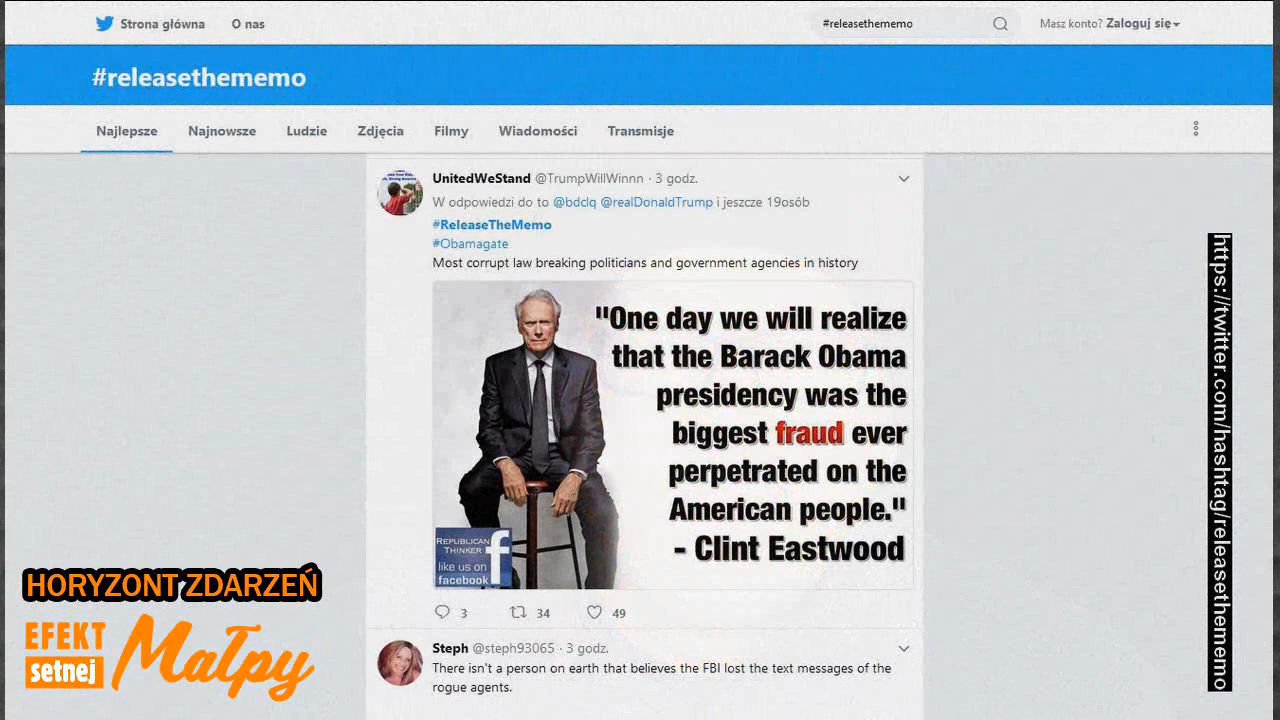 Strona główna
O nas
#releasethememo
Masz konto? Zaloguj się
#releasethememo
Najlepsze
Najnowsze
Ludzie
Zdjęcia
Filmy
Wiadomości
Transmisje
UnitedWeStand @TrumpWillWinnn · 3 godz.
W odpowiedzi do to @bdclq @realDonaldTrump i jeszcze 19osób
#ReleaseTheMemo
#Obamagate
Most corrupt law breaking politicians and government agencies in history
"One day we will realize
that the Barack Obama
presidency was the
biggest fraud ever
perpetrated on the
American people."
- Clint Eastwood
REPUBLICAN
THINKER
like us on
facebook
3
34
49
Steph @steph93065 · 3 godz.
There isn't a person on earth that believes the FBI lost the text messages of the
rogue agents.
https://twitter.com/hashtag/releasethememo
HORYZONT ZDARZEŃ
EFEKT
setnej
Małpy